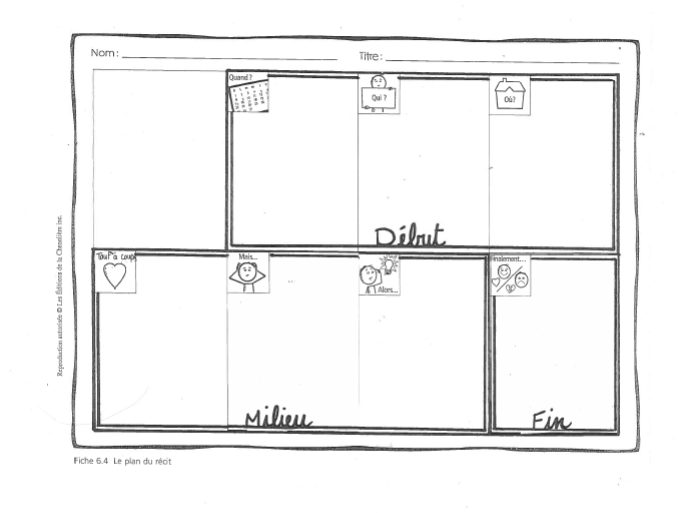 Nom:
Titre:
Quand ?
Qui ?
Où?
Début
Tout à coup
Mais...
Alors...
Finalement...
Milieu
Fin
Reproduction autorisée © Les Éditions de la Chenelière inc.
Fiche 6.4 Le plan du récit